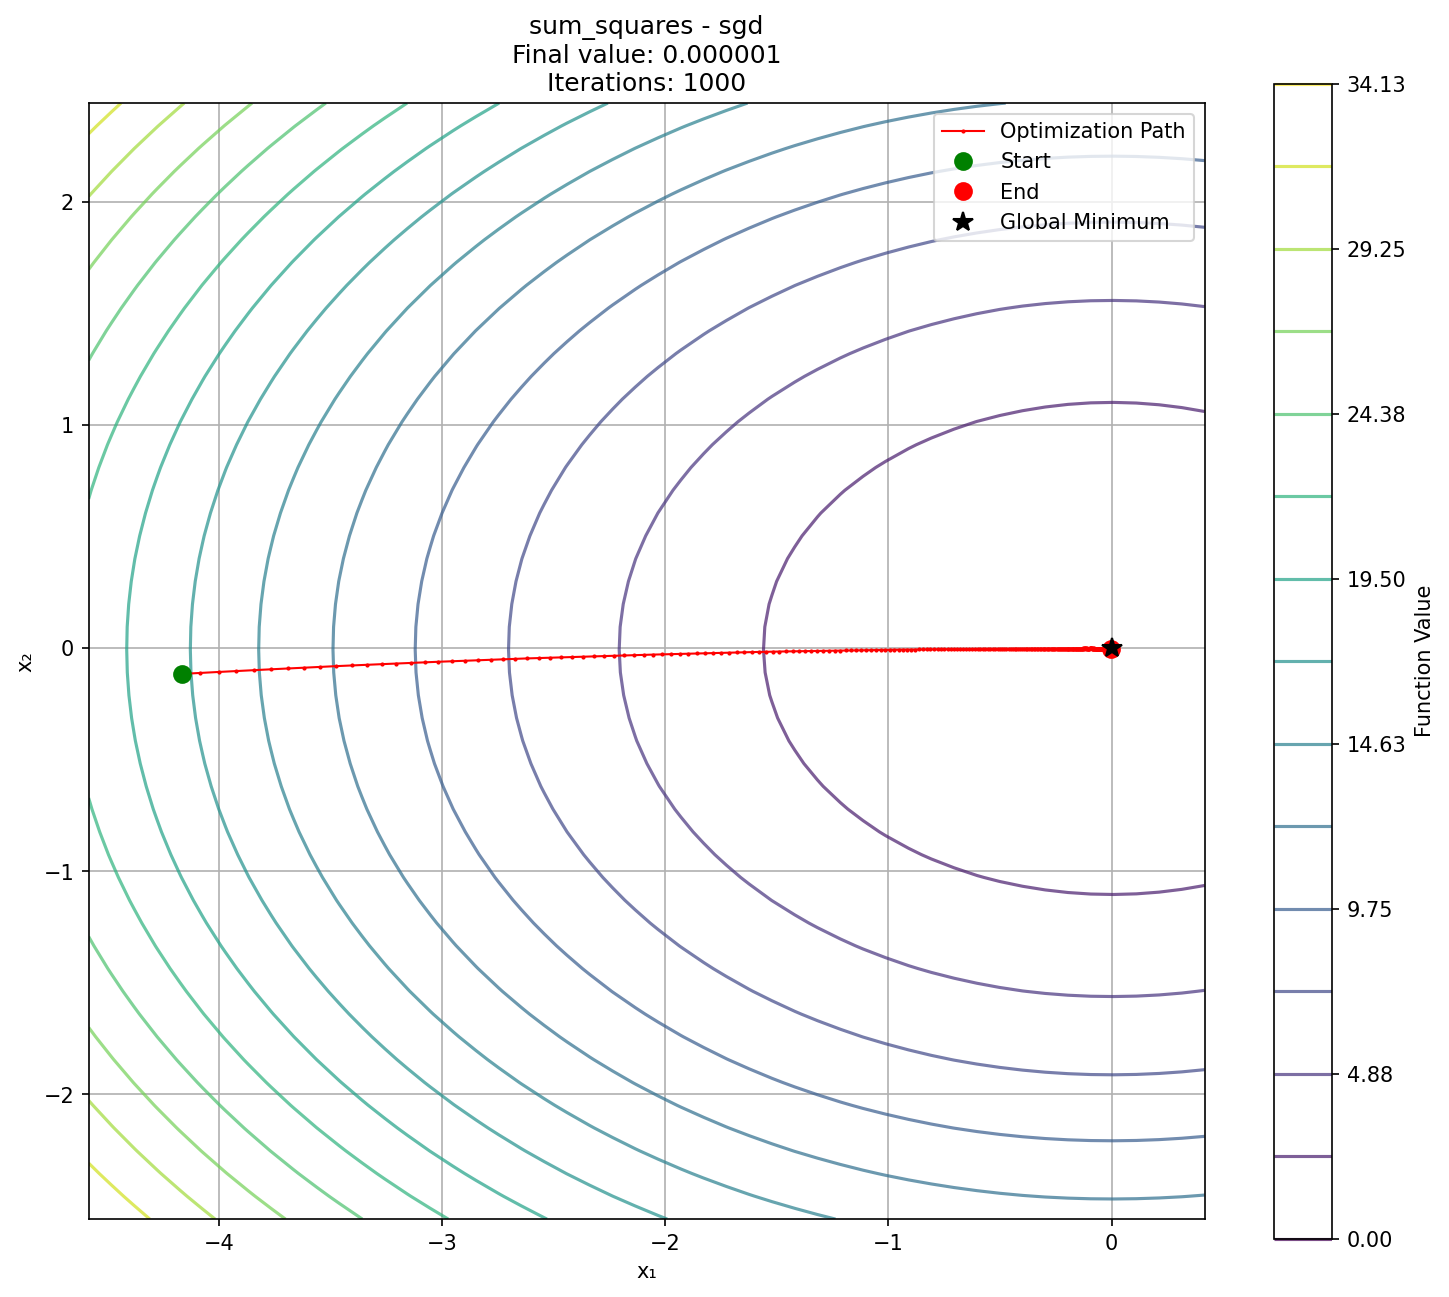 sum_squares - sgd
Final value: 0.000001
Iterations: 1000
Optimization Path
Start
End
Global Minimum
2
1
0
−1
−2
x₂
−4
−3
−2
−1
0
x₁
34.13
29.25
24.38
19.50
14.63
9.75
4.88
0.00
Function Value